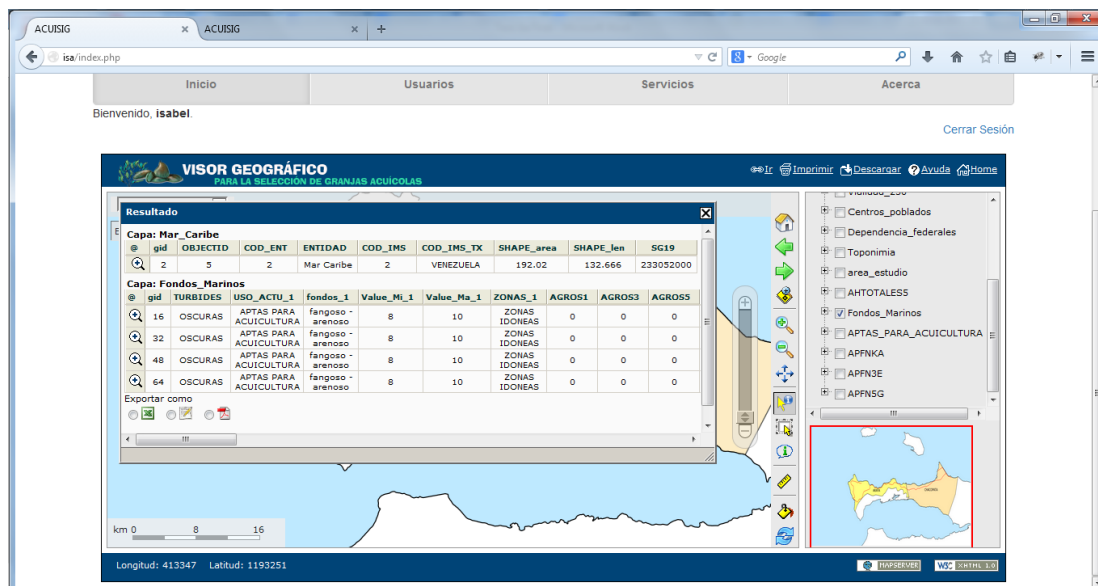 ACUISIG
ACUISIG
isa/index.php
Google
Inicio Usuarios Servicios Acerca
Bienvenido, isabel.
Cerrar Sesión
VISOR GEOGRÁFICO
PARA LA SELECCIÓN DE GRANJAS ACUÍCOLAS
Ir Imprimir Descargar Ayuda Home
Resultado
Capa: Mar_Caribe
@ gid OBJECTID COD_ENT ENTIDAD COD_IMS COD_IMS_TX SHAPE_area SHAPE_len SG19
2 5 2 Mar Caribe 2 VENEZUELA 192.02 132.666 233052000
Capa: Fondos_Marinos
@ gid TURBIDES USO_ACTU_1 fondos_1 Value_Mi_1 Value_Ma_1 ZONAS_1 AGROS1 AGROS3 AGROS5
16 OSCURAS APTAS PARA ACUICULTURA fangoso - arenoso 8 10 ZONAS IDONEAS 0 0 0
32 OSCURAS APTAS PARA ACUICULTURA fangoso - arenoso 8 10 ZONAS IDONEAS 0 0 0
48 OSCURAS APTAS PARA ACUICULTURA fangoso - arenoso 8 10 ZONAS IDONEAS 0 0 0
64 OSCURAS APTAS PARA ACUICULTURA fangoso - arenoso 8 10 ZONAS IDONEAS 0 0 0
Exportar como
Centros_poblados
Dependencia_federales
Toponimia
area_estudio
AHTOTALESS
Fondos_Marinos
APTAS_PARA_ACUICULTURA
APFNKA
APFN3E
APFNSG
km 0 8 16
Longitud: 413347 Latitud: 1193251
MAPSERVER
W3C XHTML 1.0